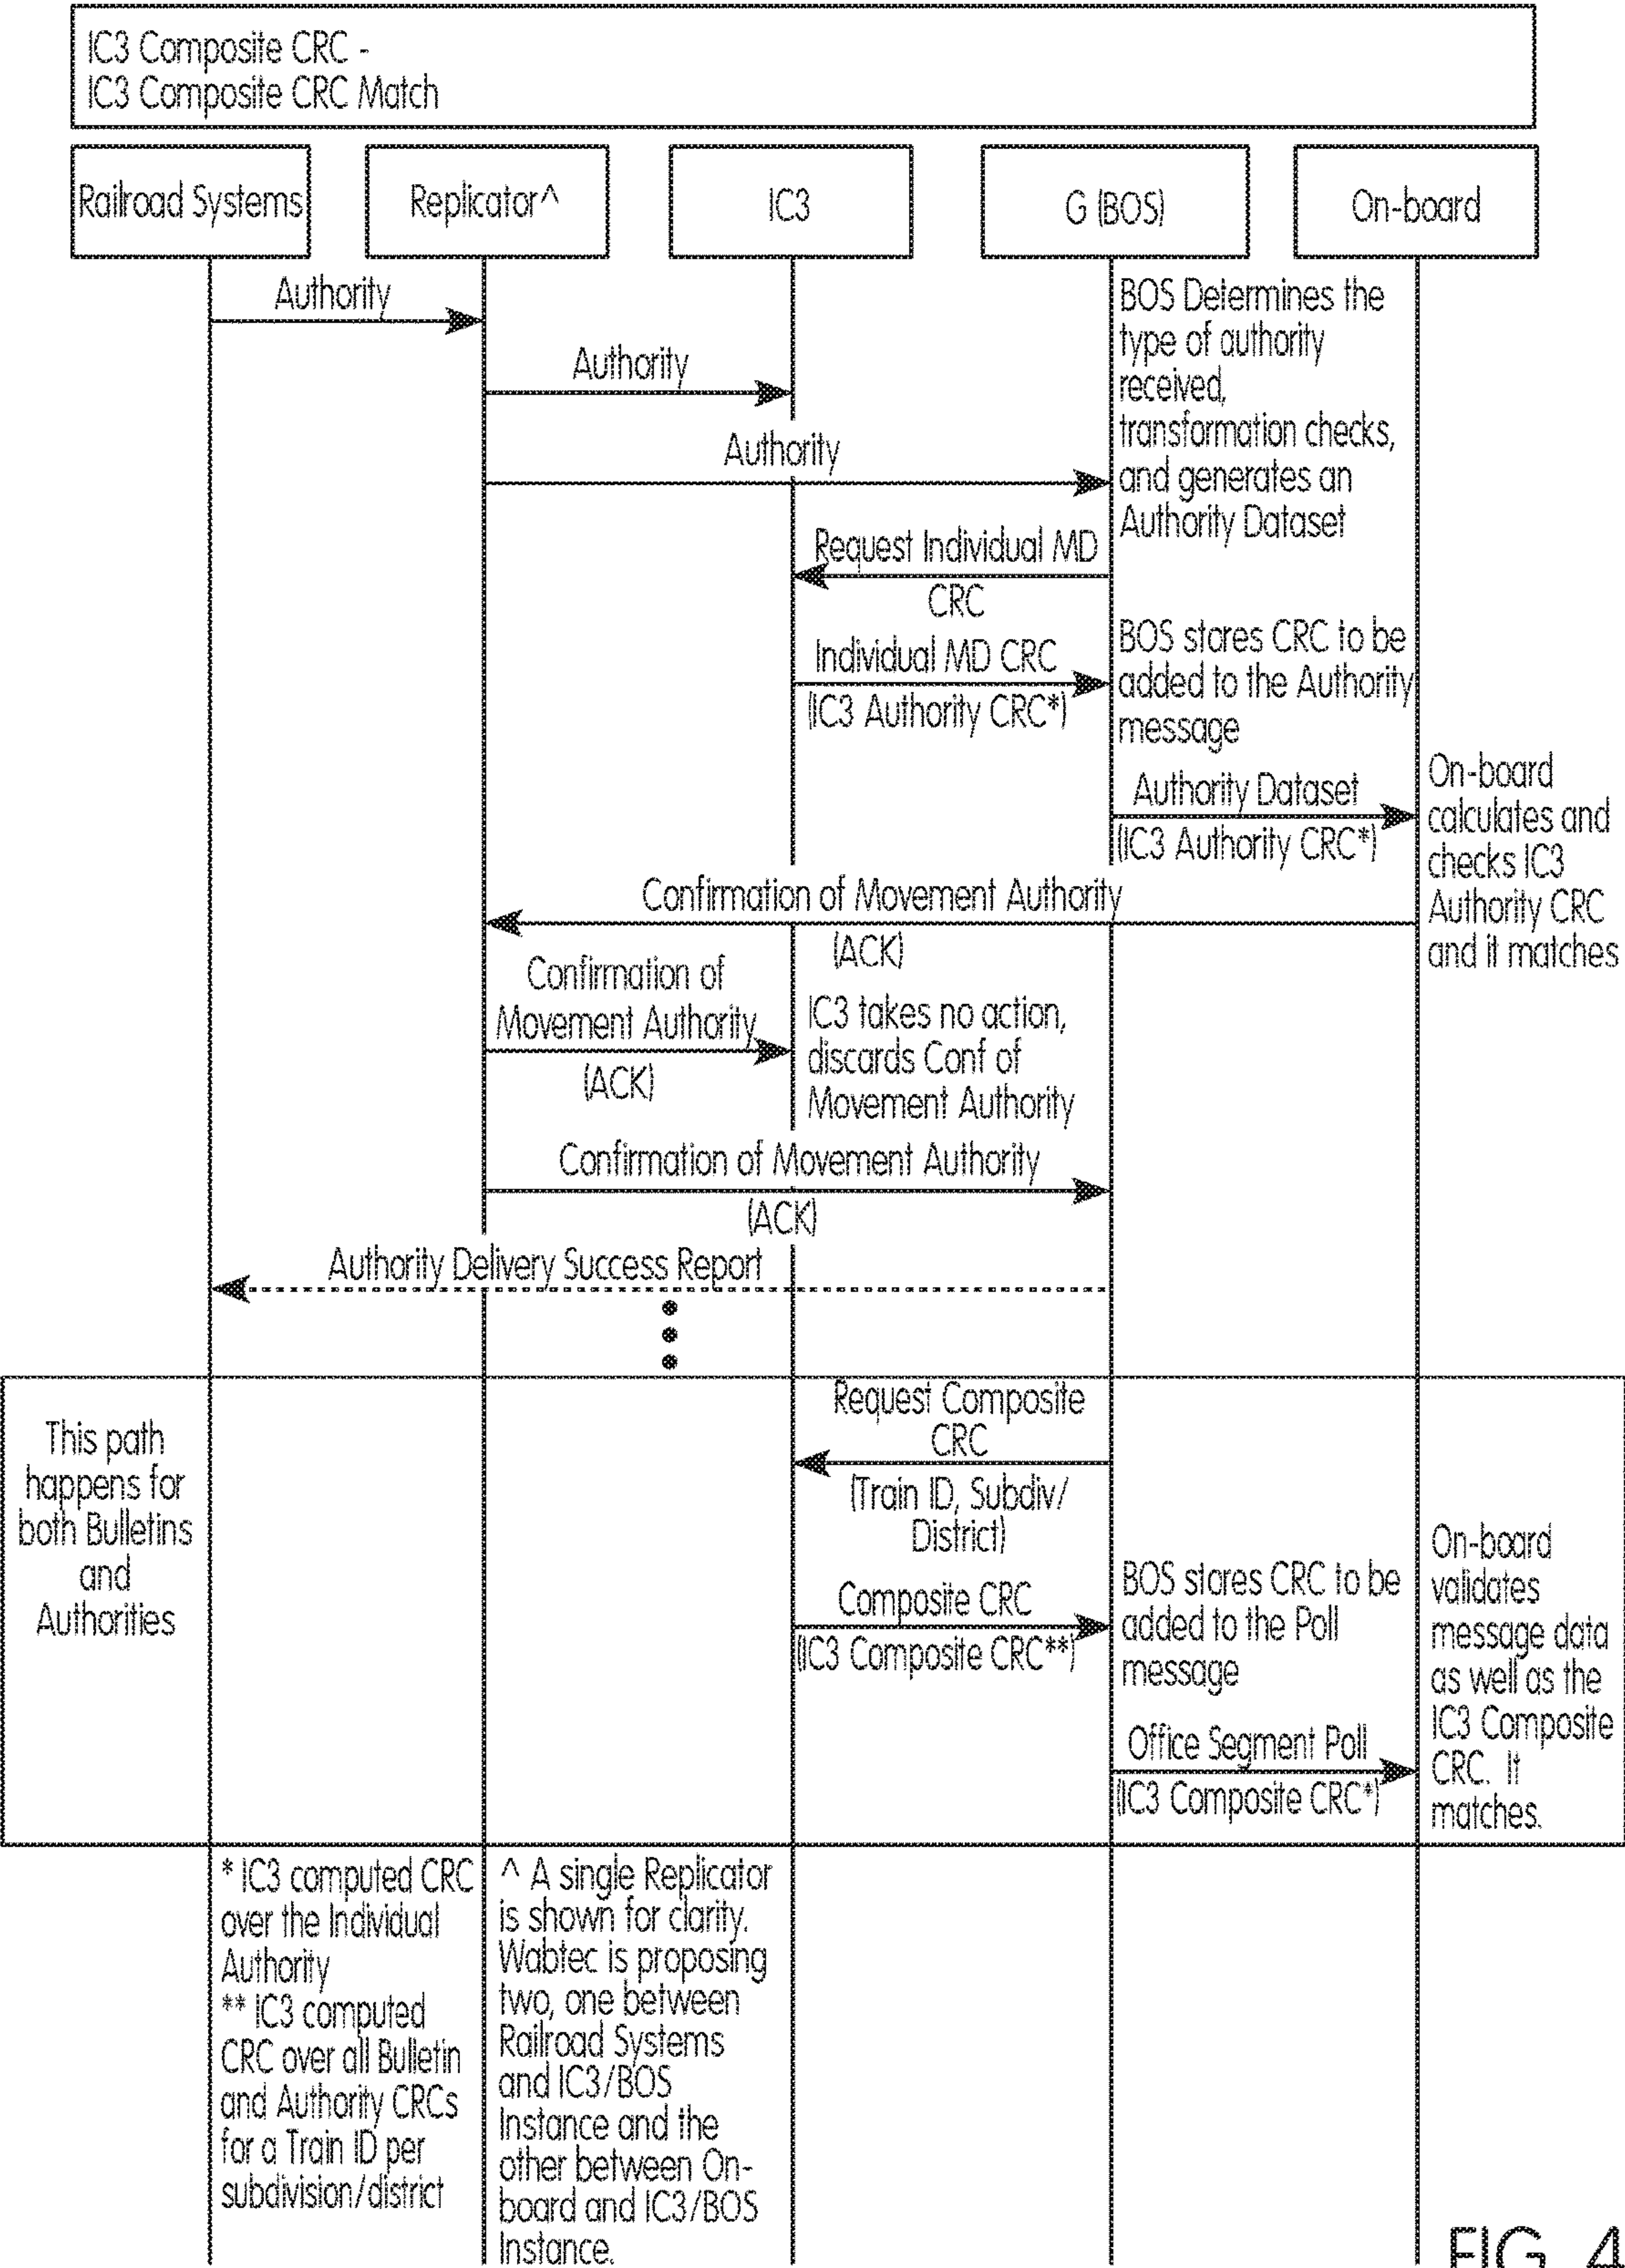 IC3 Composite CRC -
IC3 Composite CRC Match
Railroad Systems
Replicator^
IC3
G (BOS)
On-board
Authority
Authority
Authority
BOS Determines the
type of authority
received,
transformation checks,
and generates an
Authority Dataset
Request Individual MD
CRC
Individual MD CRC
(IC3 Authority CRC*)
BOS stores CRC to be
added to the Authority
message
Authority Dataset
(IC3 Authority CRC*)
On-board
calculates and
checks IC3
Authority CRC
and it matches
Confirmation of Movement Authority
(ACK)
Confirmation of
Movement Authority
(ACK)
IC3 takes no action,
discards Conf of
Movement Authority
Confirmation of Movement Authority
(ACK)
Authority Delivery Success Report
This path
happens for
both Bulletins
and
Authorities
Request Composite
CRC
(Train ID, Subdiv/
District)
Composite CRC
(IC3 Composite CRC**)
BOS stores CRC to be
added to the Poll
message
Office Segment Poll
(IC3 Composite CRC*)
On-board
validates
message data
as well as the
IC3 Composite
CRC. It
matches.
* IC3 computed CRC
over the Individual
Authority
** IC3 computed
CRC over all Bulletin
and Authority CRCs
for a Train ID per
subdivision/district
^ A single Replicator
is shown for clarity.
Wabtec is proposing
two, one between
Railroad Systems
and IC3/BOS
Instance and the
other between On-
board and IC3/BOS
Instance.
FIG. 4